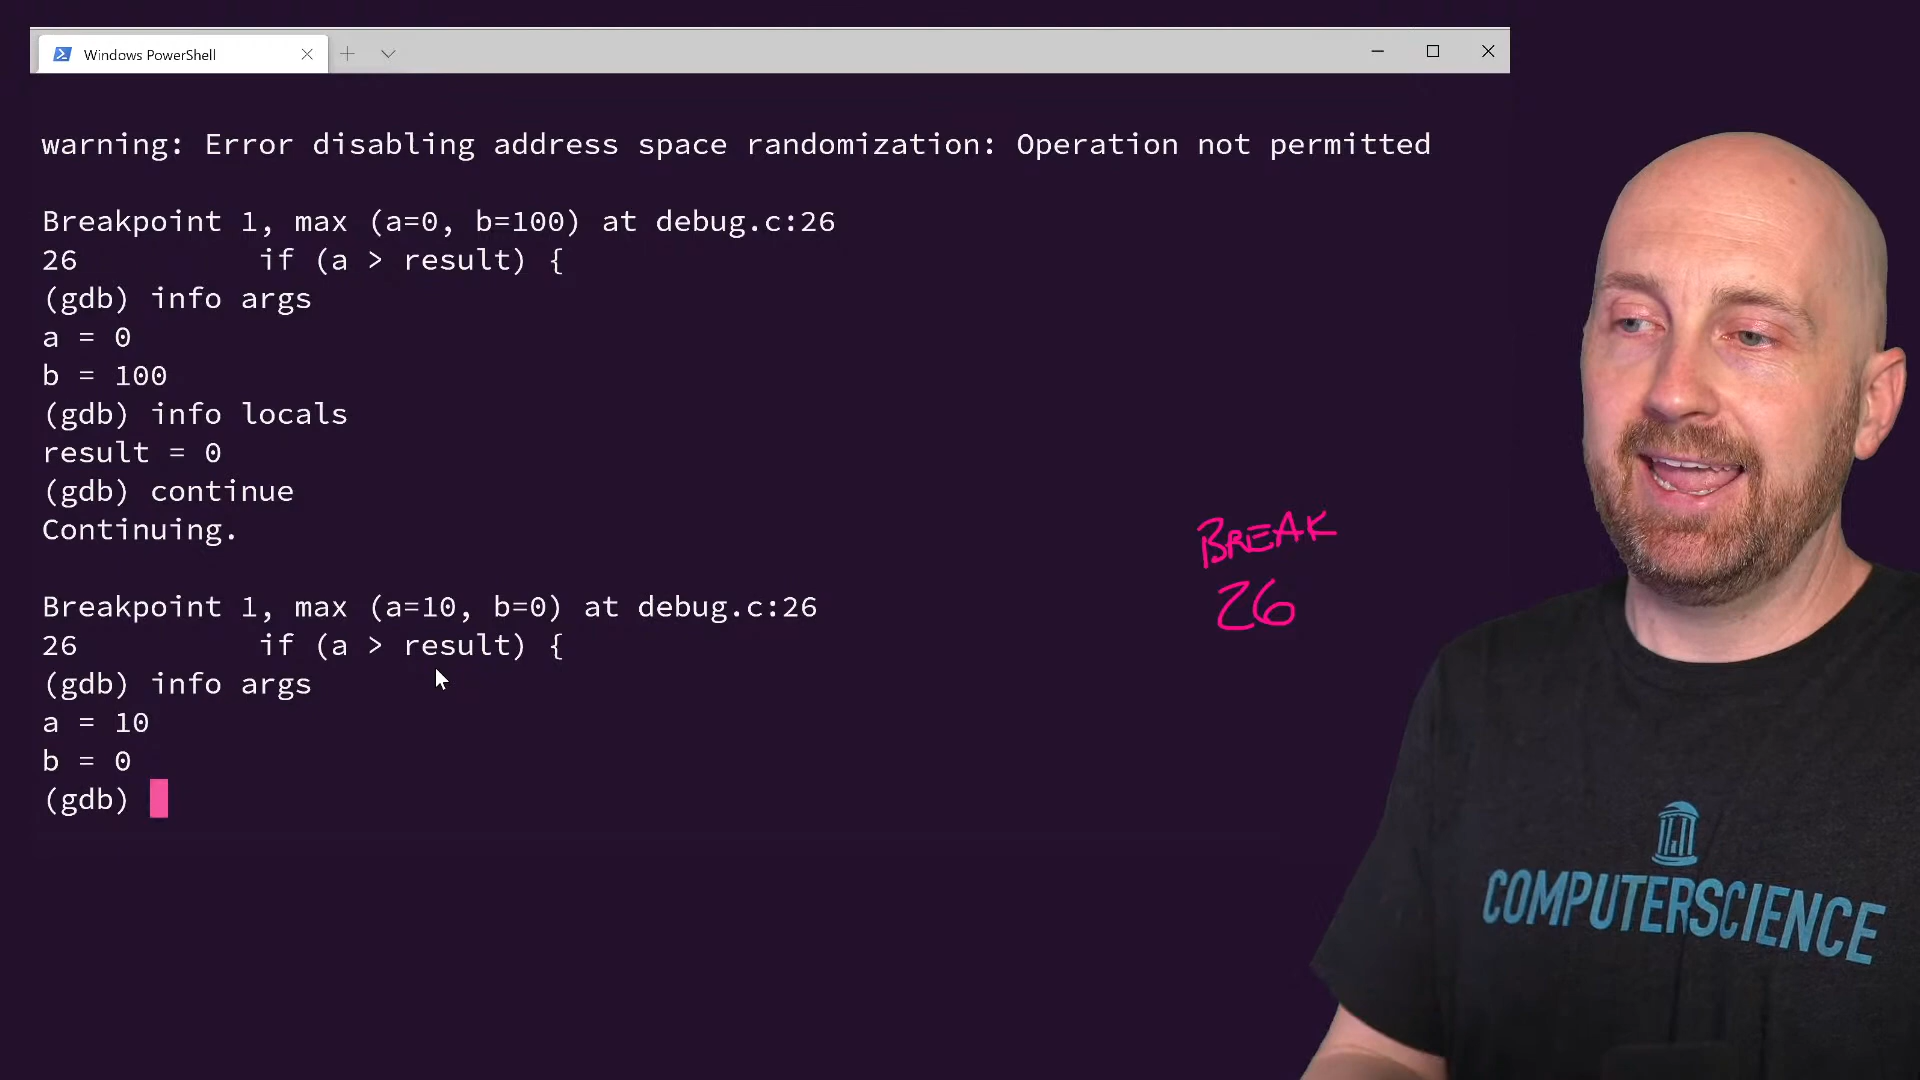 Windows PowerShell
warning: Error disabling address space randomization: Operation not permitted
Breakpoint 1, max (a=0, b=100) at debug.c:26
26          if (a > result) {
(gdb) info args
a = 0
b = 100
(gdb) info locals
result = 0
(gdb) continue
Continuing.
Breakpoint 1, max (a=10, b=0) at debug.c:26
26          if (a > result) {
(gdb) info args
a = 10
b = 0
(gdb)
BREAK
26
COMPUTERSCIENCE